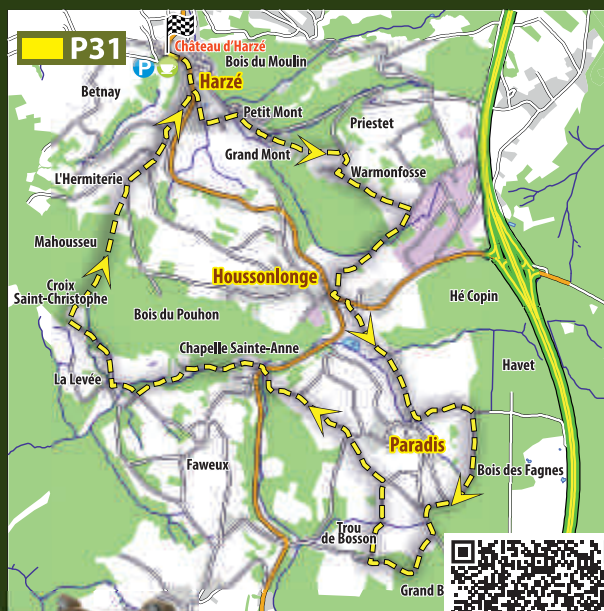 P31
Château d'Harzé
P
Bois du Moulin
Harzé
Betnay
Petit Mont
Priestet
Grand Mont
Warmonfosse
L'Hermiterie
Mahousseu
Houssonlonge
Croix
Saint-Christophe
Hé Copin
Bois du Pouhon
Chapelle Sainte-Anne
Havet
La Levée
Paradis
Faweux
Bois des Fagnes
Trou
de Bosson
Grand B